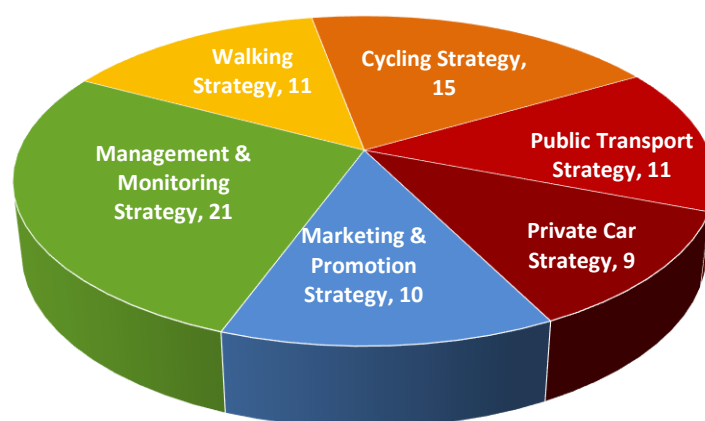 Walking
Strategy, 11
Cycling Strategy,
15
Public Transport
Strategy, 11
Private Car
Strategy, 9
Marketing &
Promotion
Strategy, 10
Management &
Monitoring
Strategy, 21